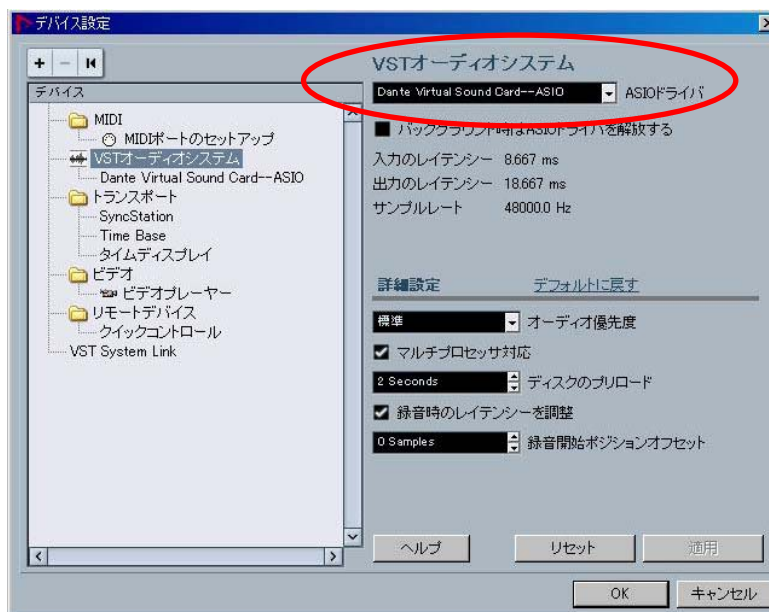 デバイス設定
デバイス
MIDI
MIDIポートのセットアップ
VSTオーディオシステム
Dante Virtual Sound Card--ASIO
トランスポート
SyncStation
Time Base
タイムディスプレイ
ビデオ
ビデオプレーヤー
リモートデバイス
クイックコントロール
VST System Link
VSTオーディオシステム
Dante Virtual Sound Card--ASIO ASIOドライバ
バックグラウンド時はASIOドライバを解放する
入力のレイテンシー 8.667 ms
出力のレイテンシー 18.667 ms
サンプルレート 48000.0 Hz
詳細設定 デフォルトに戻す
標準 オーディオ優先度
マルチプロセッサ対応
2 Seconds ディスクのプリロード
録音時のレイテンシーを調整
0 Samples 録音開始ポジションオフセット
ヘルプ リセット 適用
OK キャンセル